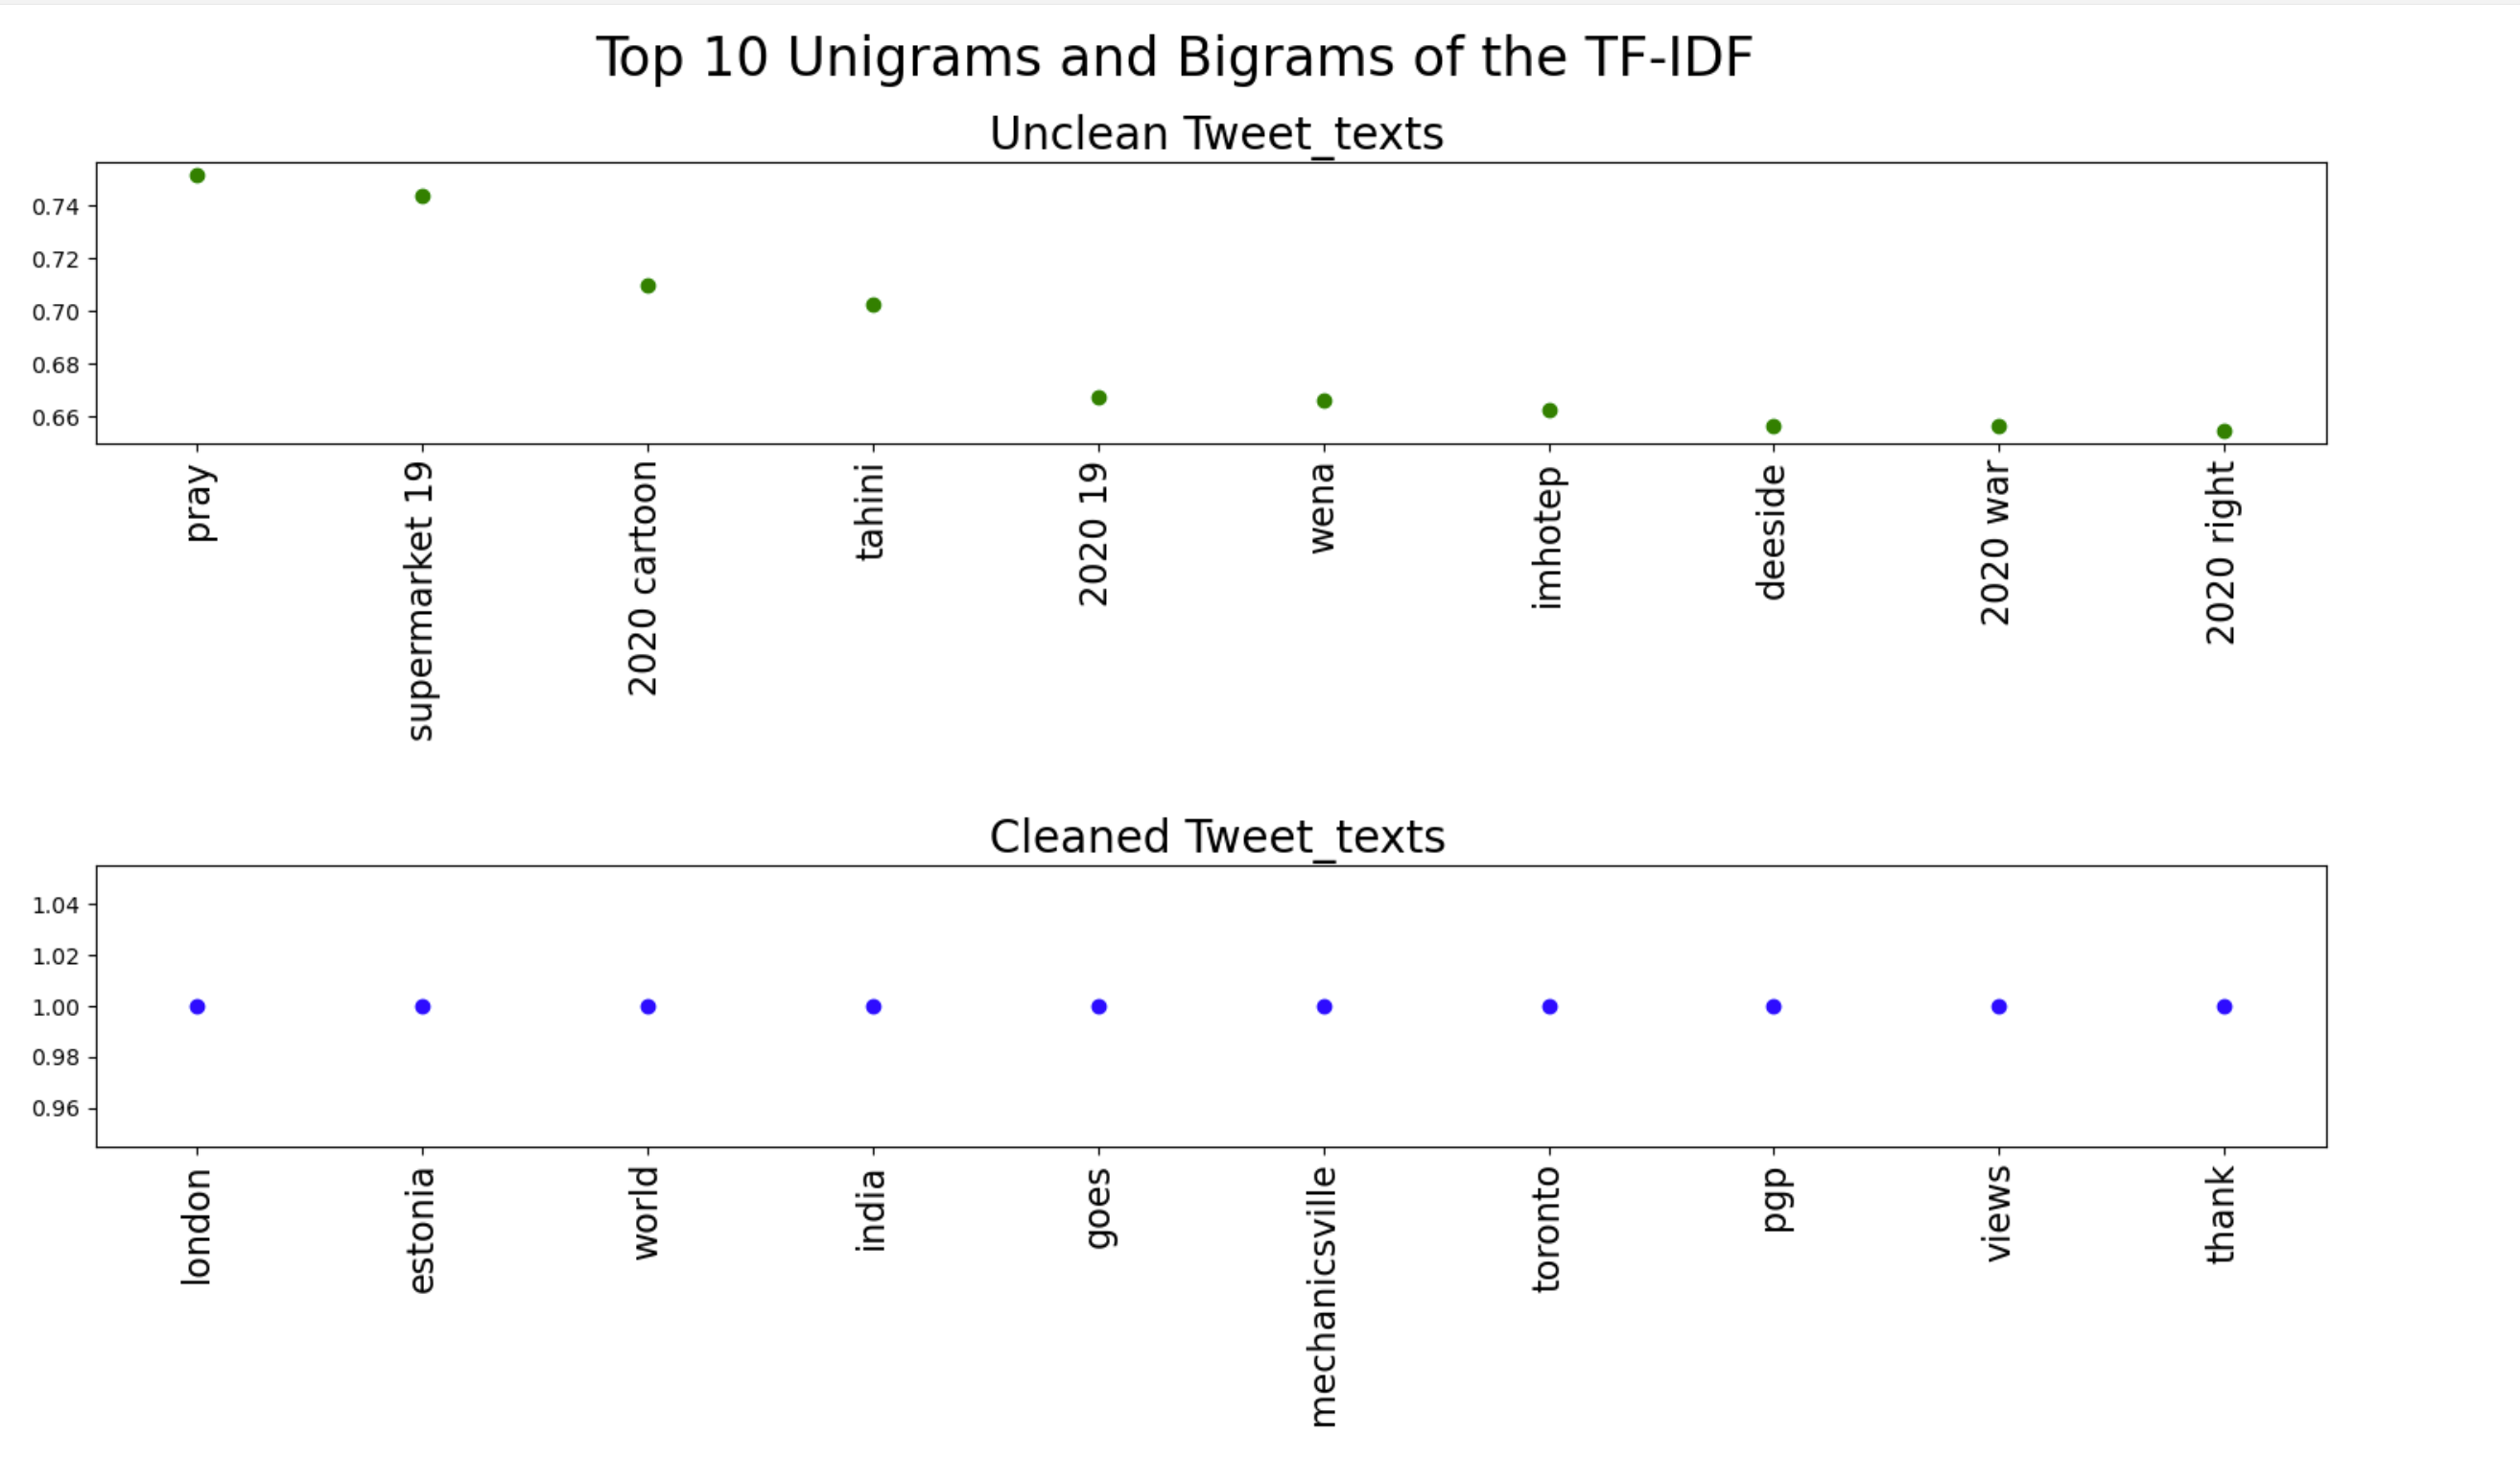 Top 10 Unigrams and Bigrams of the TF-IDF
Unclean Tweet_texts
0.74
0.72
0.70
0.68
0.66
pray
supermarket 19
2020 cartoon
tahini
2020 19
wena
imhotep
deeside
2020 war
2020 right
Cleaned Tweet_texts
1.04
1.02
1.00
0.98
0.96
london
estonia
world
india
goes
mechanicsville
toronto
pgp
views
thank